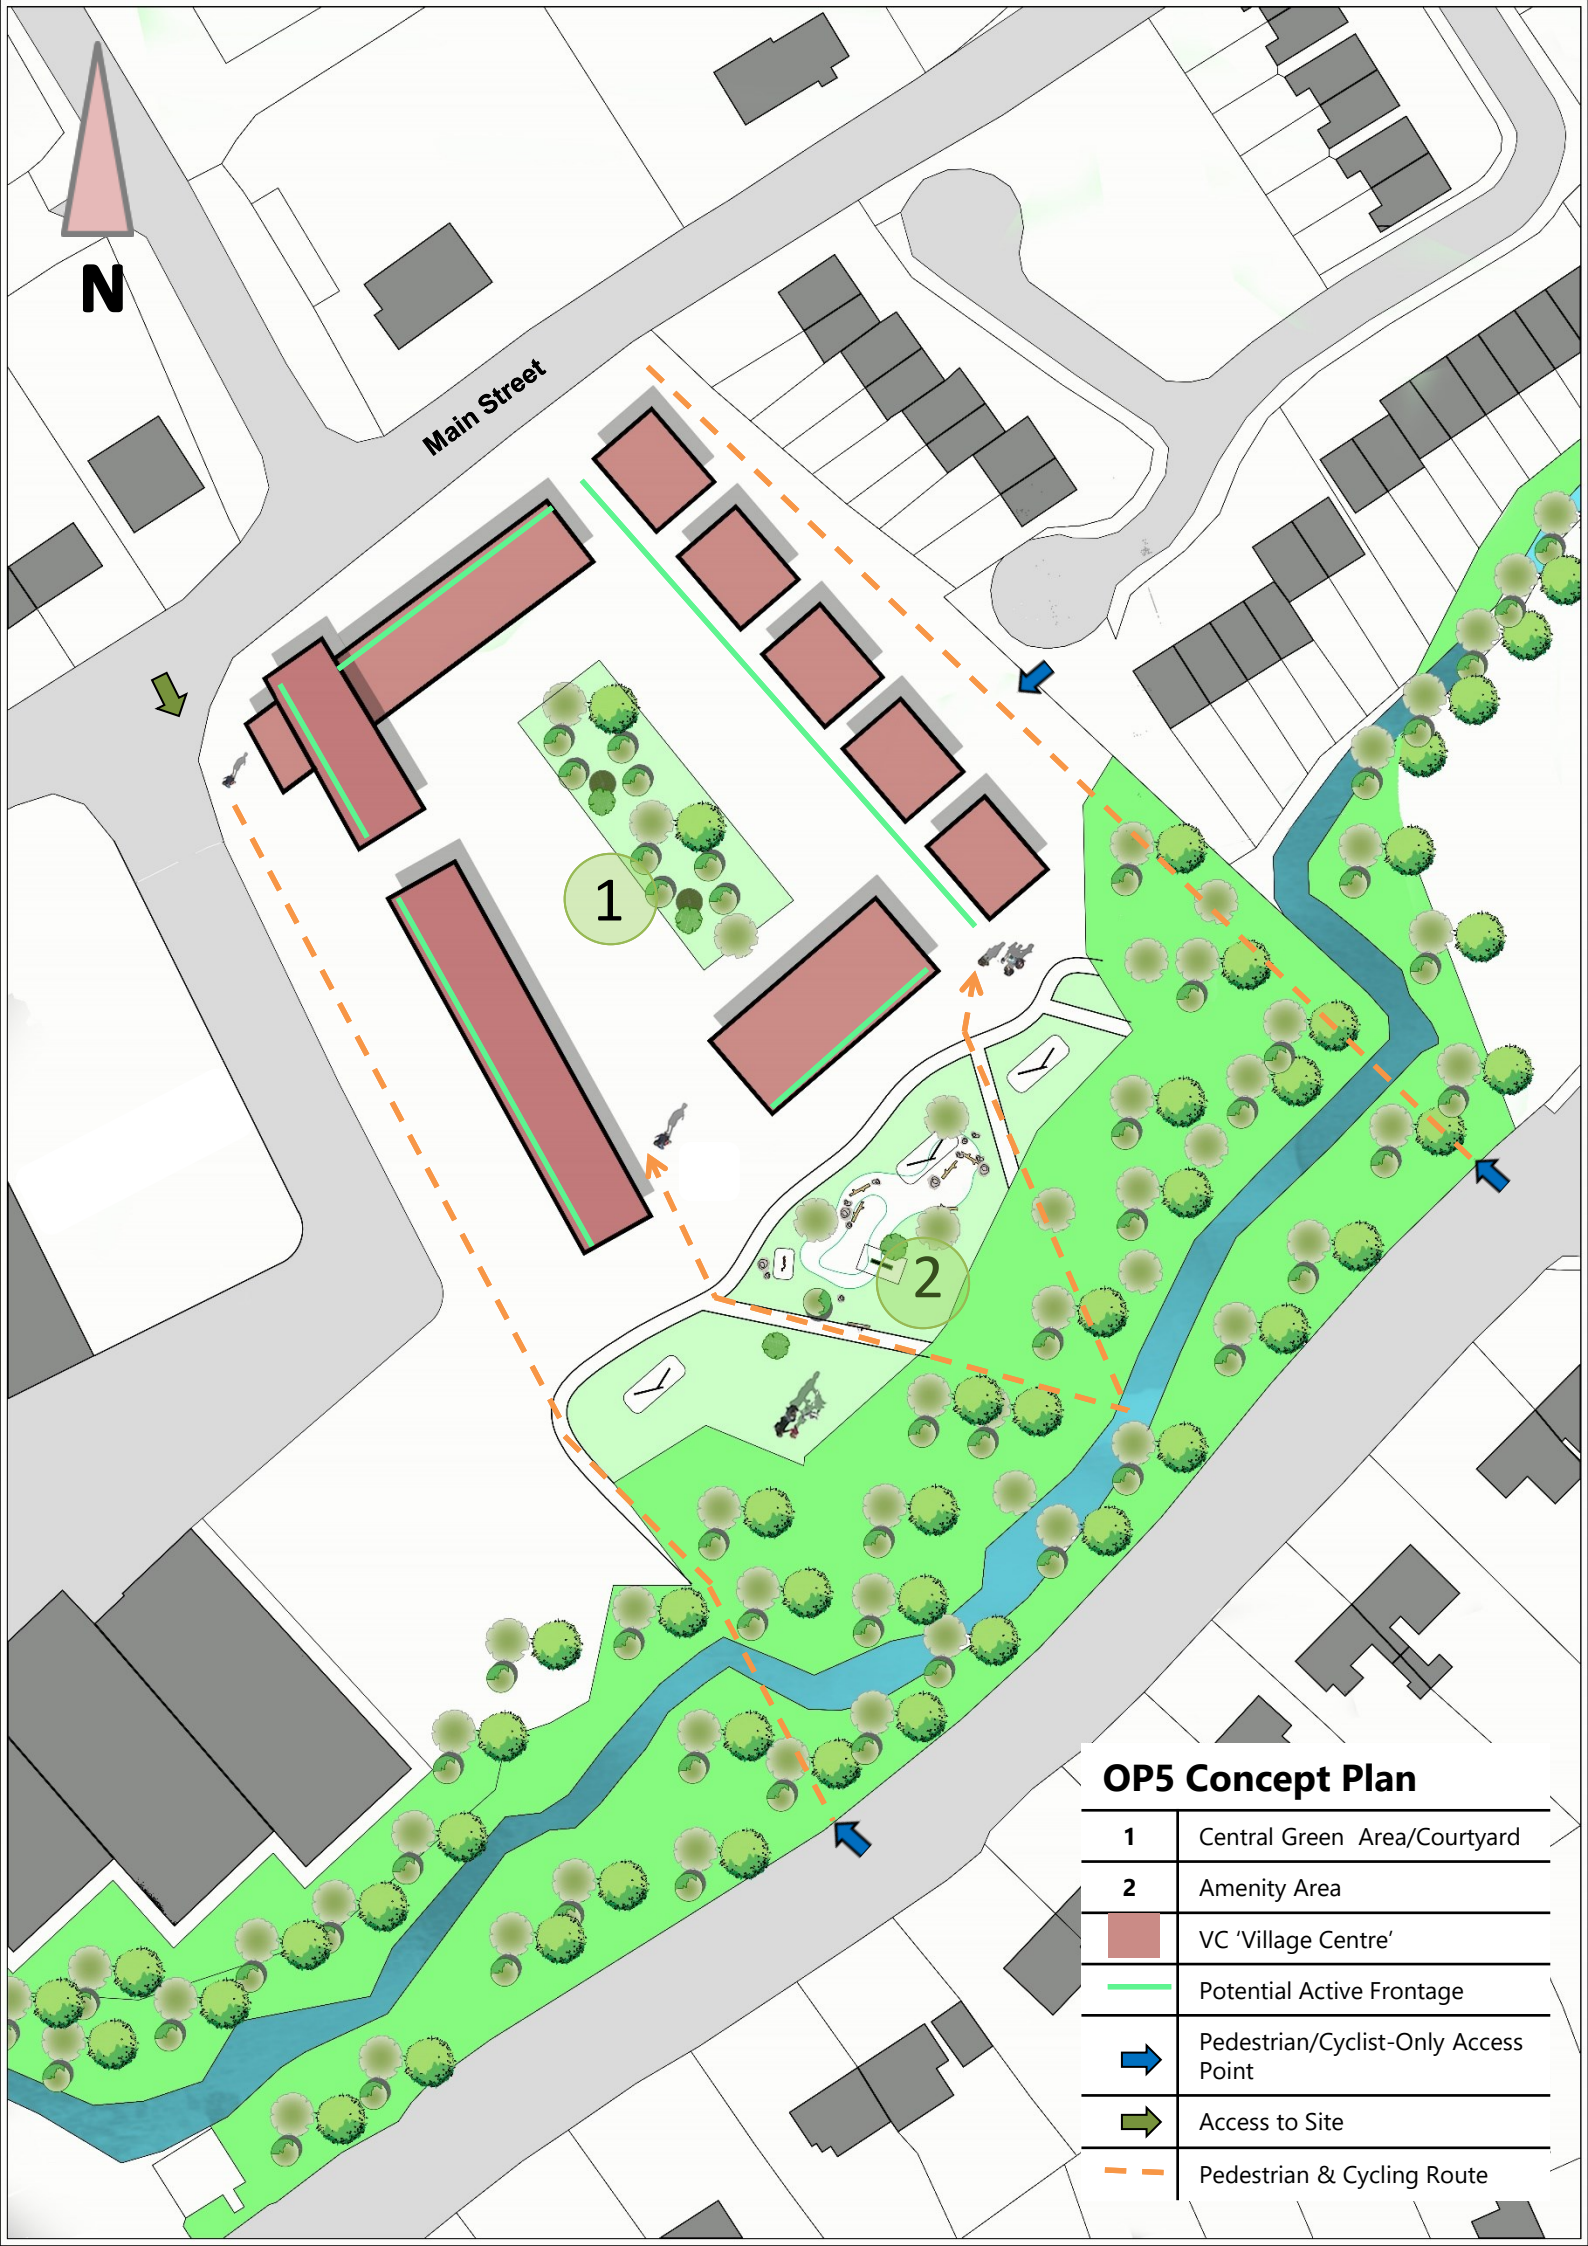 N
Main Street
1
2
OP5 Concept Plan
1 Central Green Area/Courtyard
2 Amenity Area
VC ‘Village Centre’
Potential Active Frontage
Pedestrian/Cyclist-Only Access
Point
Access to Site
Pedestrian & Cycling Route